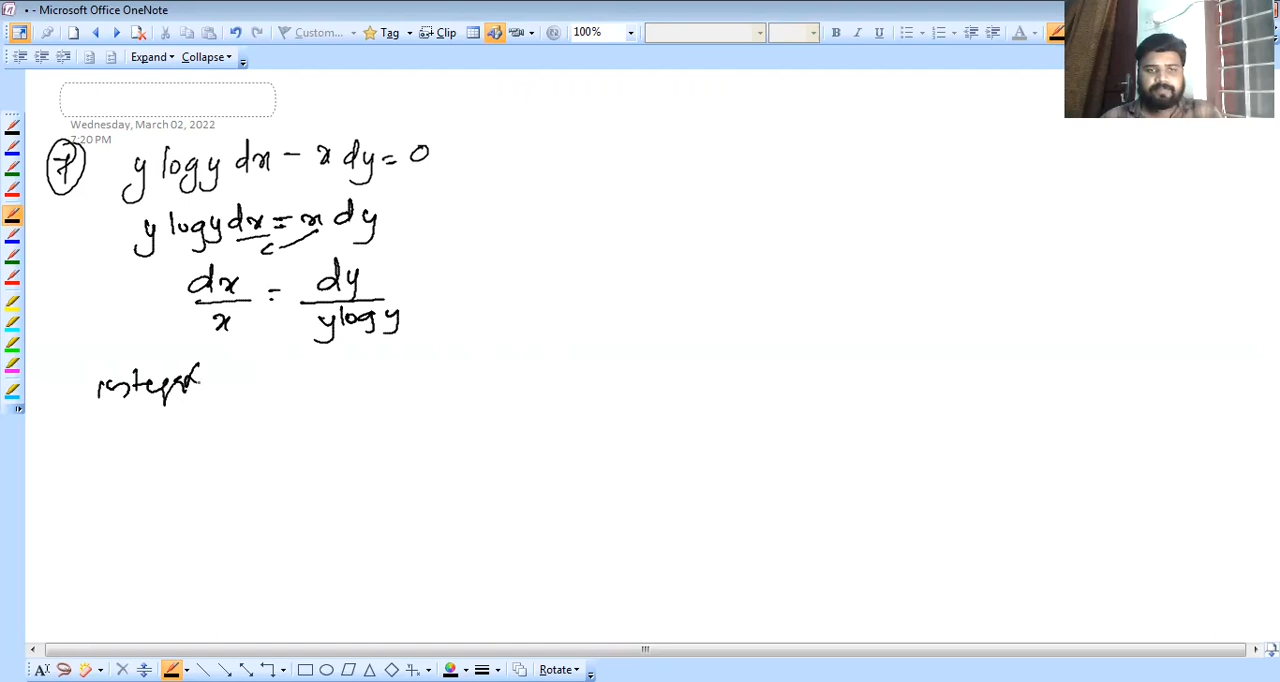 • - Microsoft Office OneNote
Custom... Tag Clip 100% B I U A
Expand Collapse
Wednesday, March 02, 2022
7:20 PM
7 y log y dx - x dy = 0
y log y dx = x dy
dx/x = dy/(y log y)
A Rotate